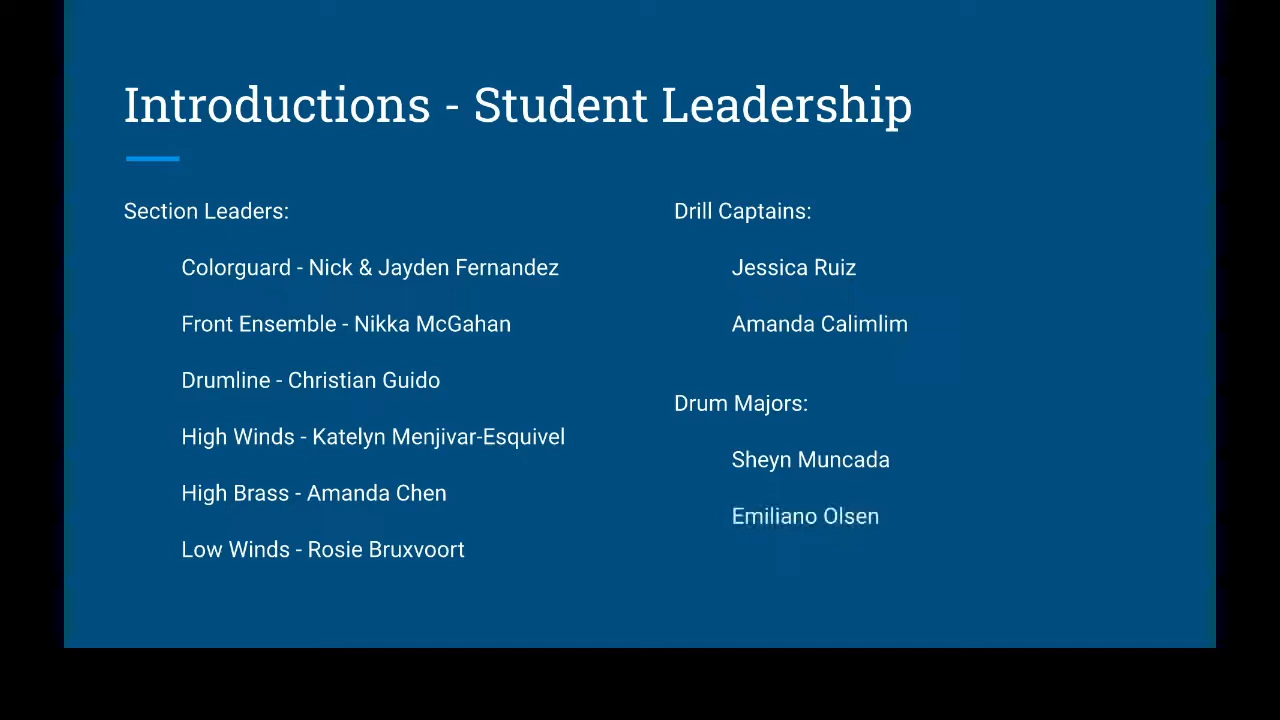 Introductions - Student Leadership
Section Leaders:
Colorguard - Nick & Jayden Fernandez
Front Ensemble - Nikka McGahan
Drumline - Christian Guido
High Winds - Katelyn Menjivar-Esquivel
High Brass - Amanda Chen
Low Winds - Rosie Bruxvoort
Drill Captains:
Jessica Ruiz
Amanda Calimlim
Drum Majors:
Sheyn Muncada
Emiliano Olsen